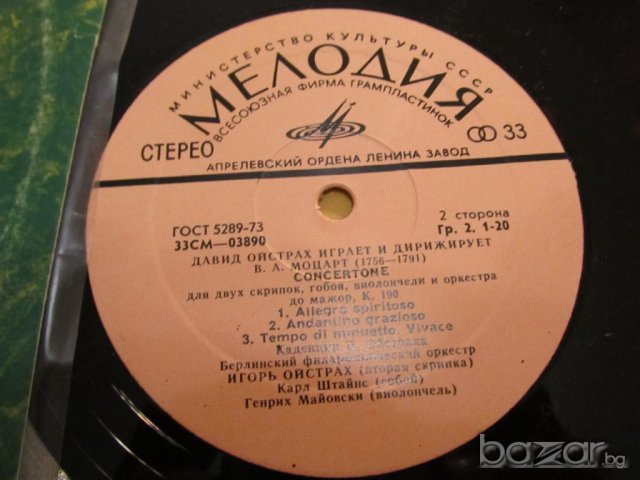 МИНИСТЕРСТВО КУЛЬТУРЫ СССР
МЕЛОДИЯ
ВСЕСОЮЗНАЯ ФИРМА ГРАМПЛАСТИНОК
СТЕРЕО
33
АПРЕЛЕВСКИЙ ОРДЕНА ЛЕНИНА ЗАВОД
ГОСТ 5289-73
2 сторона
33СМ—03890
Гр. 2. 1-20
ДАВИД ОЙСТРАХ ИГРАЕТ И ДИРИЖИРУЕТ
В. А. МОЦАРТ (1756—1791)
CONCERTONE
для двух скрипок, гобоя, виолончели и оркестра
до мажор, К. 190
1. Allegro spiritoso
2. Andantino grazioso
3. Tempo di minuetto. Vivace
Каденции Д. Ойстраха
Берлинский филармонический оркестр
ИГОРЬ ОЙСТРАХ (вторая скрипка)
Карл Штайнс (гобой)
Генрих Майовски (виолончель)
bazar.bg